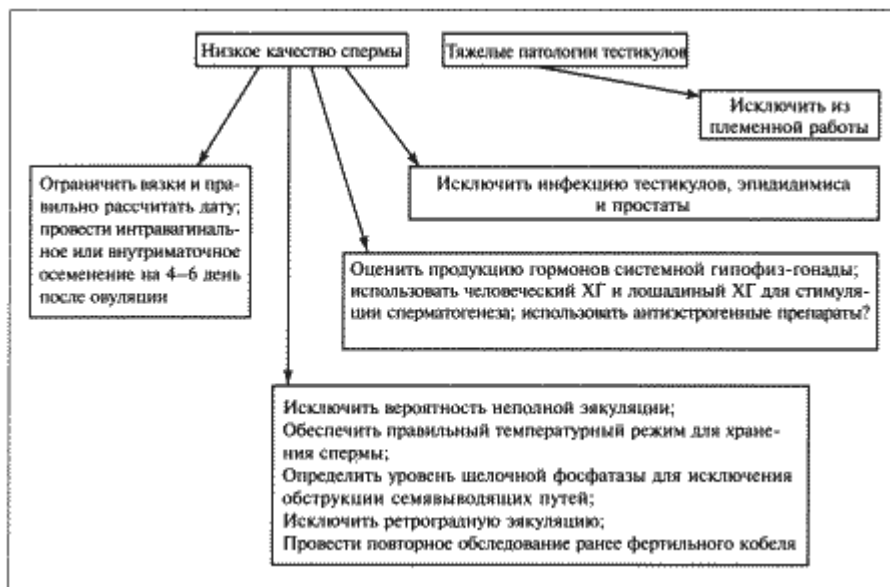 Низкое качество спермы
Тяжелые патологии тестикулов
Исключить из
племенной работы
Ограничить вязки и пра-
вильно рассчитать дату;
провести интравагиналь-
ное или внутриматочное
осеменение на 4–6 день
после овуляции
Исключить инфекцию тестикулов, эпидидимиса
и простаты
Оценить продукцию гормонов системной гипофиз-гонады;
использовать человеческий ХГ и лошадиный ХГ для стимуля-
ции сперматогенеза; использовать антиэстрогенные препараты?
Исключить вероятность неполной эякуляции;
Обеспечить правильный температурный режим для хране-
ния спермы;
Определить уровень щелочной фосфатазы для исключения
обструкции семявыводящих путей;
Исключить ретроградную эякуляцию;
Провести повторное обследование ранее фертильного кобеля